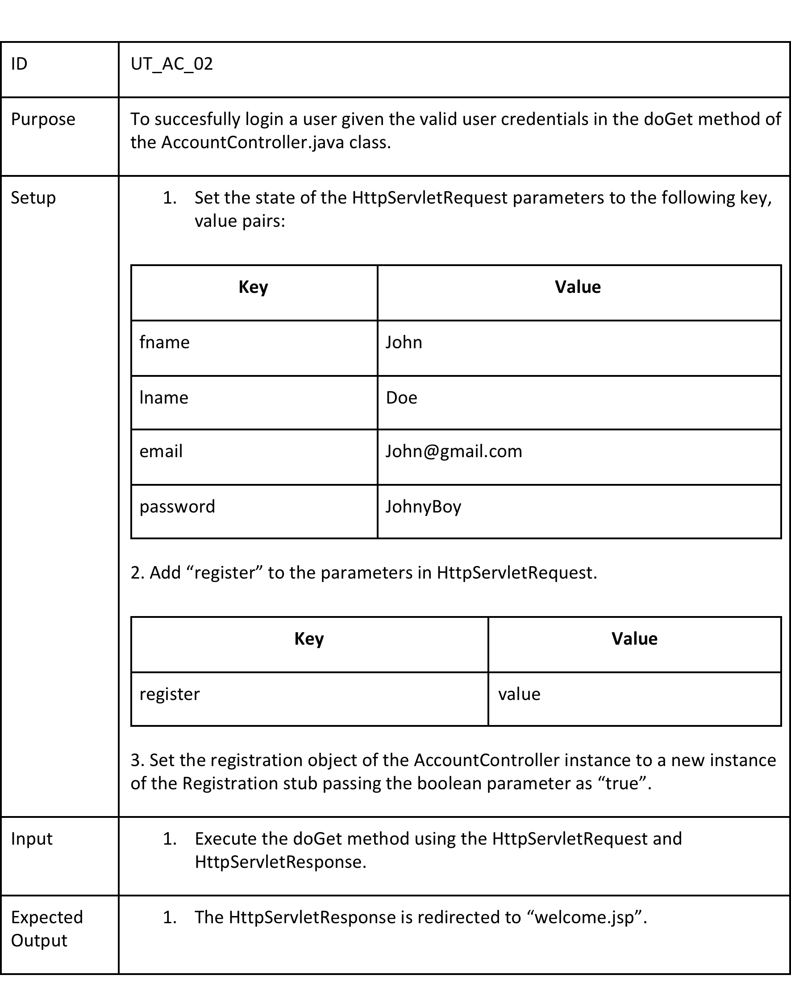 ID
UT_AC_02
Purpose
To succesfully login a user given the valid user credentials in the doGet method of
the AccountController.java class.
Setup
1. Set the state of the HttpServletRequest parameters to the following key,
value pairs:
Key
Value
fname
John
lname
Doe
email
John@gmail.com
password
JohnyBoy
2. Add “register” to the parameters in HttpServletRequest.
Key
Value
register
value
3. Set the registration object of the AccountController instance to a new instance
of the Registration stub passing the boolean parameter as “true”.
Input
1. Execute the doGet method using the HttpServletRequest and
HttpServletResponse.
Expected
Output
1. The HttpServletResponse is redirected to “welcome.jsp”.